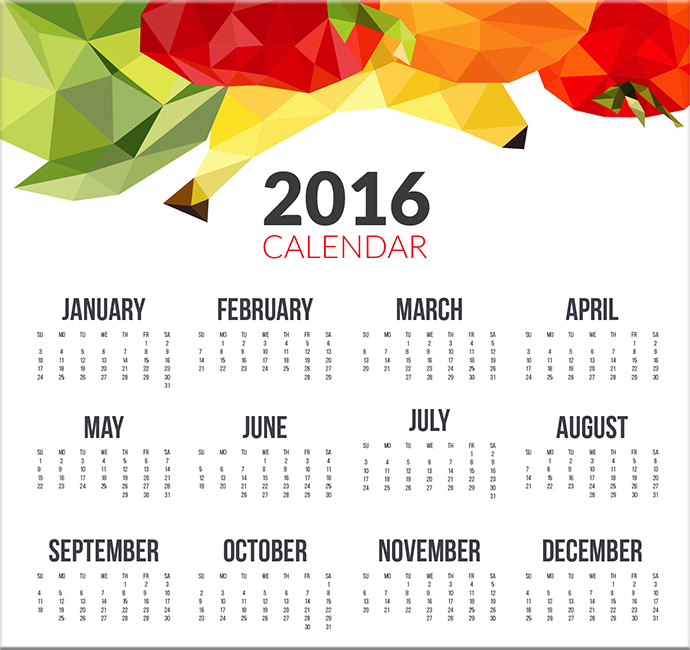 2016
CALENDAR
JANUARY
SU MO TU WE TH FR SA
1 2
3 4 5 6 7 8 9
10 11 12 13 14 15 16
17 18 19 20 21 22 23
24 25 26 27 28 29 30
31
FEBRUARY
SU MO TU WE TH FR SA
1 2 3 4 5 6
7 8 9 10 11 12 13
14 15 16 17 18 19 20
21 22 23 24 25 26 27
28 29
MARCH
SU MO TU WE TH FR SA
1 2 3 4 5
6 7 8 9 10 11 12
13 14 15 16 17 18 19
20 21 22 23 24 25 26
27 28 29 30 31
APRIL
SU MO TU WE TH FR SA
1 2
3 4 5 6 7 8 9
10 11 12 13 14 15 16
17 18 19 20 21 22 23
24 25 26 27 28 29 30
MAY
SU MO TU WE TH FR SA
1 2 3 4 5 6 7
8 9 10 11 12 13 14
15 16 17 18 19 20 21
22 23 24 25 26 27 28
29 30 31
JUNE
SU MO TU WE TH FR SA
1 2 3 4
5 6 7 8 9 10 11
12 13 14 15 16 17 18
19 20 21 22 23 24 25
26 27 28 29 30
JULY
SU MO TU WE TH FR SA
1 2
3 4 5 6 7 8 9
10 11 12 13 14 15 16
17 18 19 20 21 22 23
24 25 26 27 28 29 30
31
AUGUST
SU MO TU WE TH FR SA
1 2 3 4 5 6
7 8 9 10 11 12 13
14 15 16 17 18 19 20
21 22 23 24 25 26 27
28 29 30 31
SEPTEMBER
SU MO TU WE TH FR SA
1 2 3
4 5 6 7 8 9 10
11 12 13 14 15 16 17
18 19 20 21 22 23 24
25 26 27 28 29 30
OCTOBER
SU MO TU WE TH FR SA
1
2 3 4 5 6 7 8
9 10 11 12 13 14 15
16 17 18 19 20 21 22
23 24 25 26 27 28 29
30 31
NOVEMBER
SU MO TU WE TH FR SA
1 2 3 4 5
6 7 8 9 10 11 12
13 14 15 16 17 18 19
20 21 22 23 24 25 26
27 28 29 30
DECEMBER
SU MO TU WE TH FR SA
1 2 3
4 5 6 7 8 9 10
11 12 13 14 15 16 17
18 19 20 21 22 23 24
25 26 27 28 29 30 31